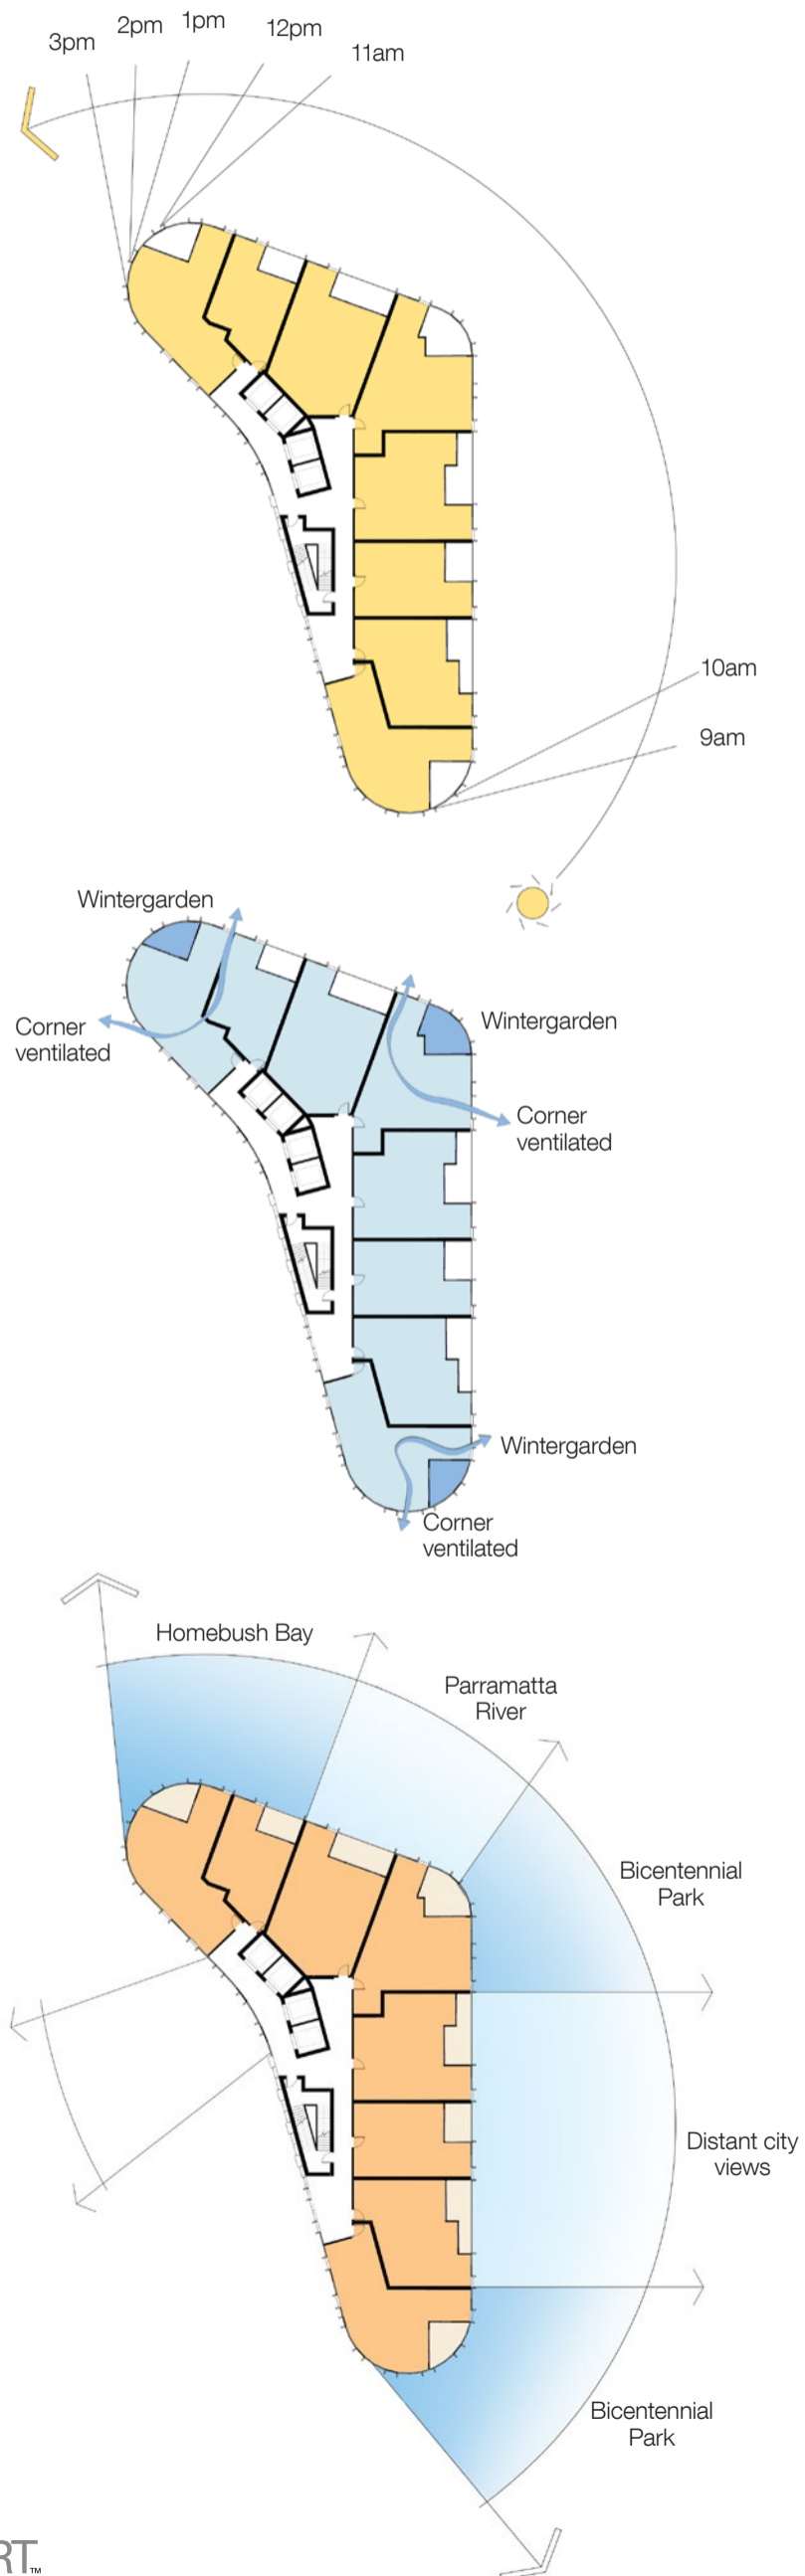 3pm
2pm
1pm
12pm
11am
10am
9am
Wintergarden
Corner
ventilated
Wintergarden
Corner
ventilated
Wintergarden
Corner
ventilated
Homebush Bay
Parramatta
River
Bicentennial
Park
Distant city
views
Bicentennial
Park
RT™